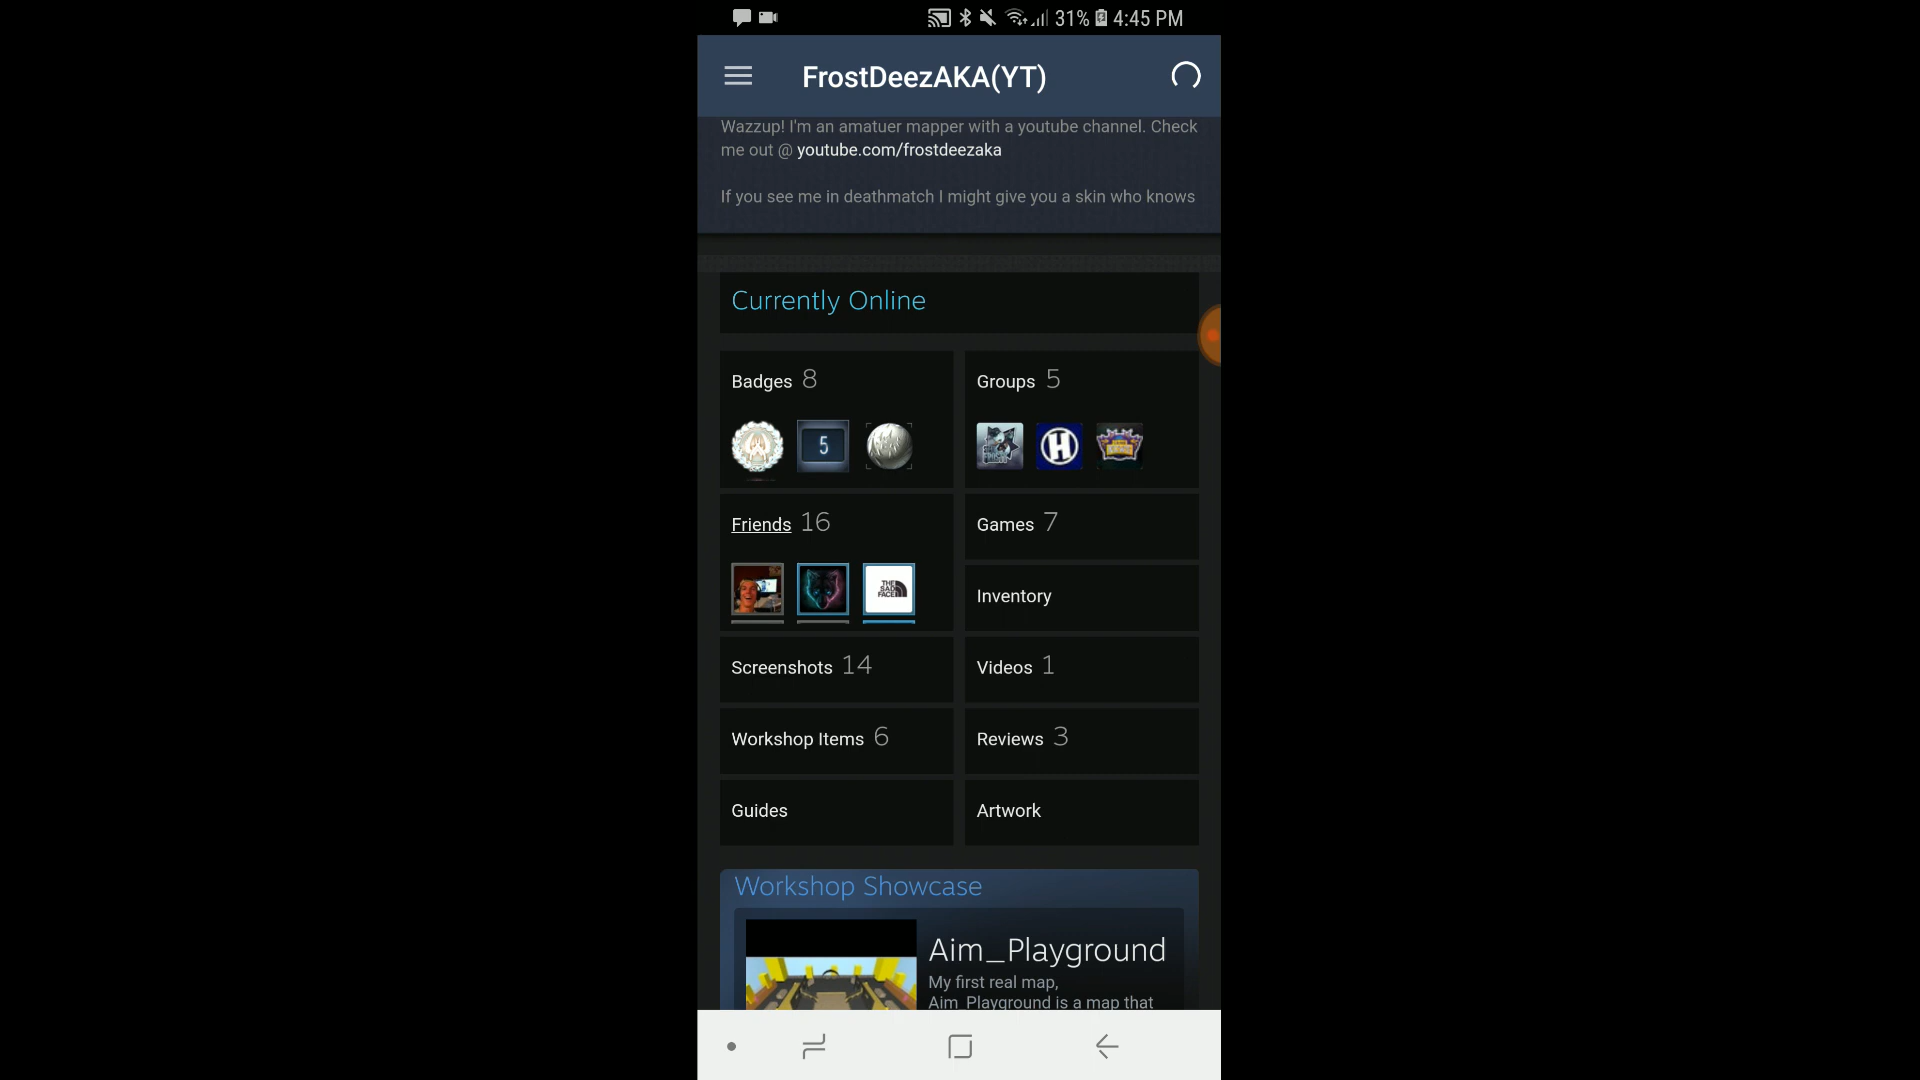 31% 4:45 PM
FrostDeezAKA(YT)
Wazzup! I'm an amatuer mapper with a youtube channel. Check
me out @ youtube.com/frostdeezaka
If you see me in deathmatch I might give you a skin who knows
Currently Online
Badges 8
5
Groups 5
H
Friends 16
THE
SAD
FACE
Games 7
Inventory
Screenshots 14
Videos 1
Workshop Items 6
Reviews 3
Guides
Artwork
Workshop Showcase
Aim_Playground
My first real map,
Aim_Playground is a map that